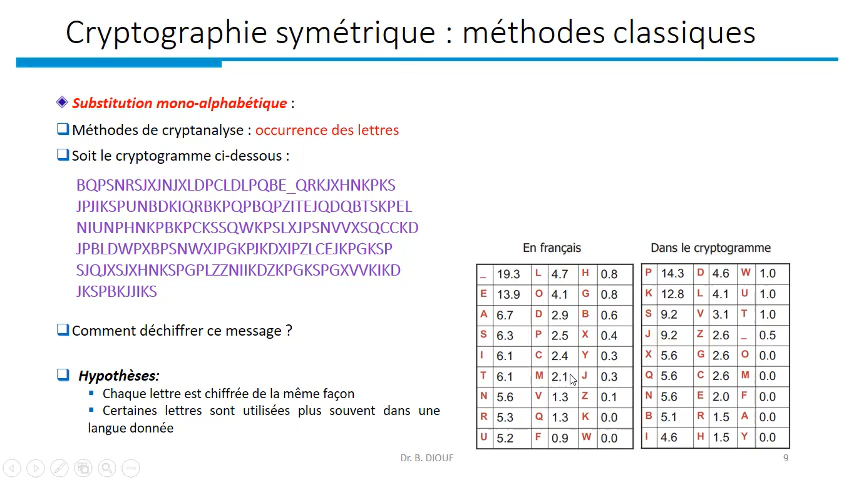 Cryptographie symétrique : méthodes classiques
Substitution mono-alphabétique :
Méthodes de cryptanalyse : occurrence des lettres
Soit le cryptogramme ci-dessous :
BQPSNRSJXJNJXLDPCLDLPQBE_QRKJXHNKPKS
JPJIKSPUNBDKIQRBKPQPBQPZITEJQDQBTSKPEL
NIUNPHNKPBKPCKSSQWKPSLXJPSNVVXSQCCKD
JPBLDWPXBPSNWXJPGKPJKDXIPZLCEJKPGKSP
SJQJXSJXHNKSPGPLZZNIIKDZKPGKSPGXVVKIKD
JKSPBKJJIKS
Comment déchiffrer ce message ?
Hypothèses:
Chaque lettre est chiffrée de la même façon
Certaines lettres sont utilisées plus souvent dans une
langue donnée
En français
_ 19.3 L 4.7 H 0.8
E 13.9 O 4.1 G 0.8
A 6.7 D 2.9 B 0.6
S 6.3 P 2.5 X 0.4
I 6.1 C 2.4 Y 0.3
T 6.1 M 2.1 J 0.3
N 5.6 V 1.3 Z 0.1
R 5.3 Q 1.3 K 0.0
U 5.2 F 0.9 W 0.0
Dans le cryptogramme
P 14.3 D 4.6 W 1.0
K 12.8 L 4.1 U 1.0
S 9.2 V 3.1 T 1.0
J 9.2 Z 2.6 _ 0.5
X 5.6 G 2.6 O 0.0
Q 5.6 C 2.6 M 0.0
N 5.6 E 2.0 F 0.0
B 5.1 R 1.5 A 0.0
I 4.6 H 1.5 Y 0.0
Dr. B. DIOUF
9